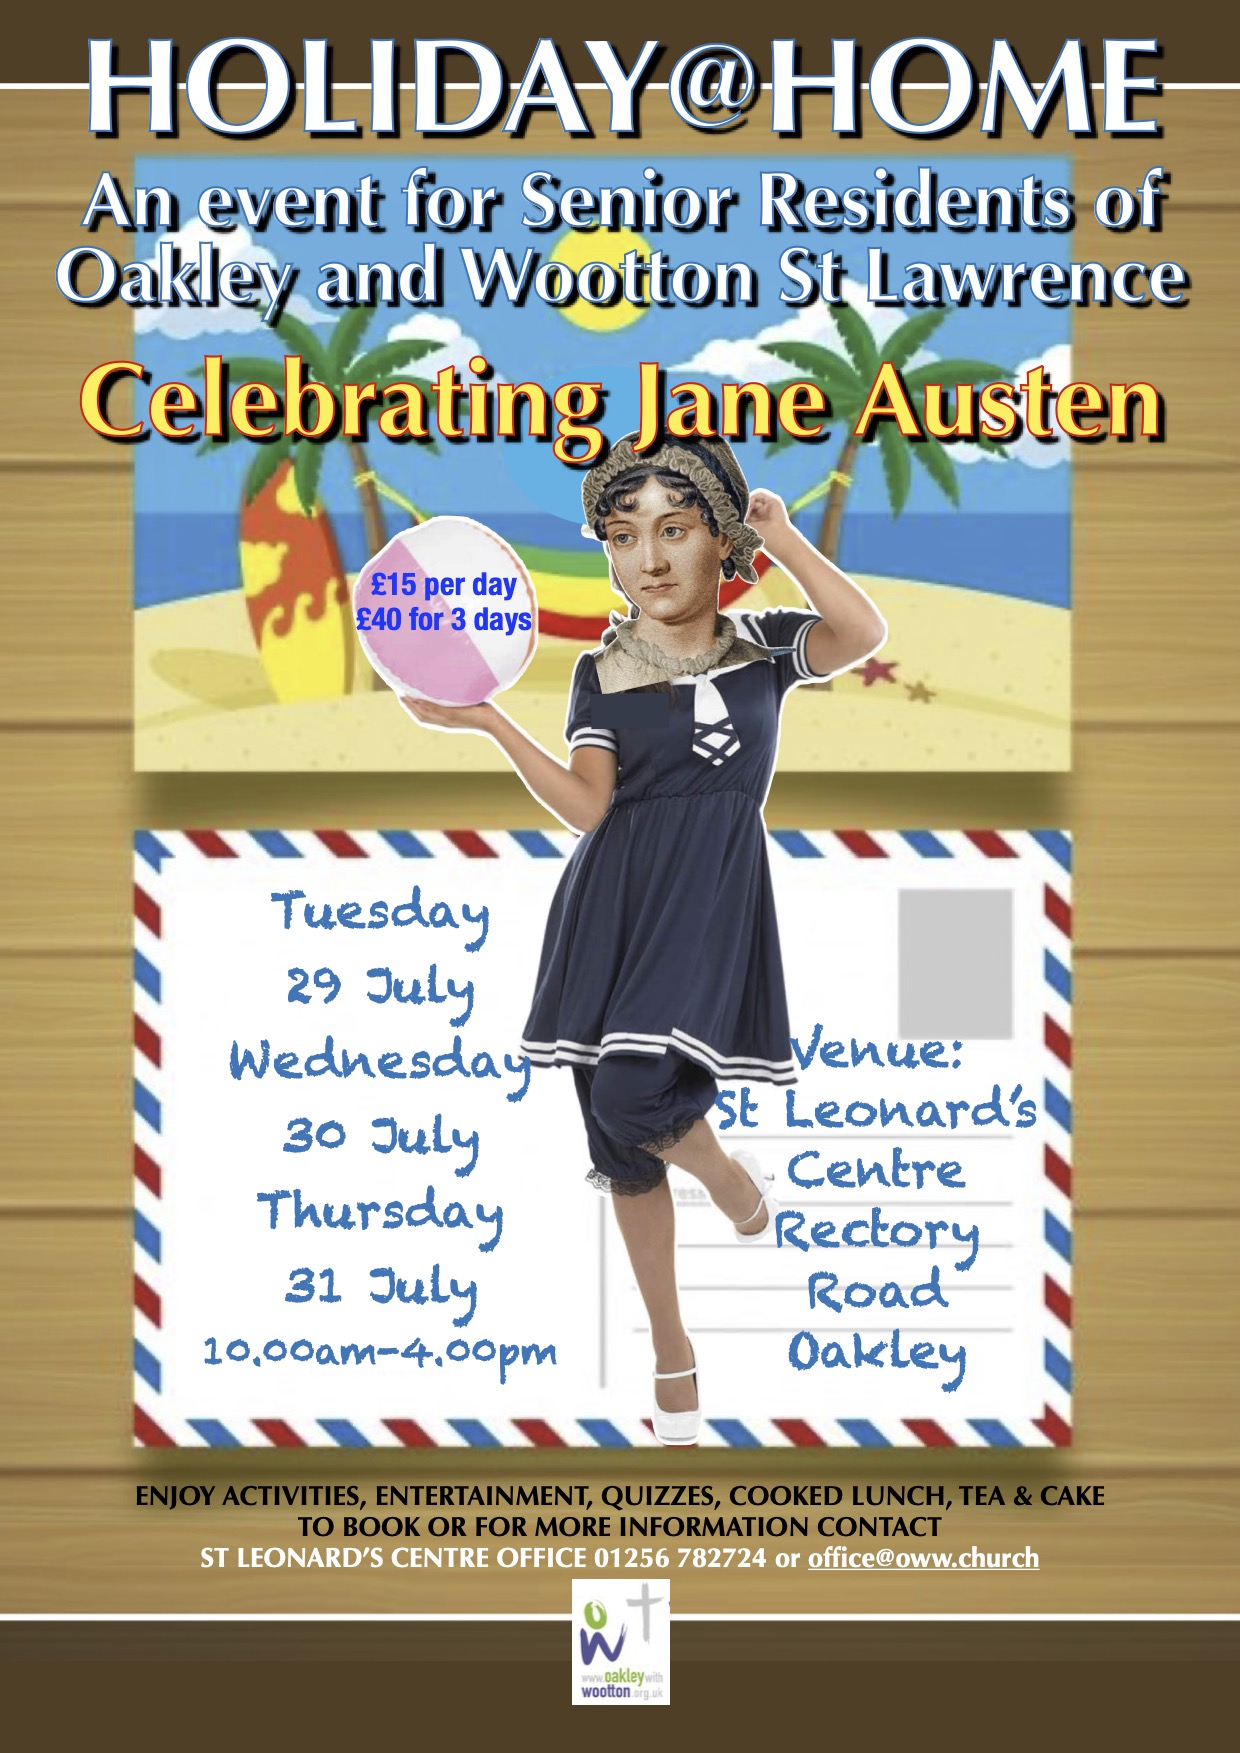 HOLIDAY@HOME
An event for Senior Residents of
Oakley and Wootton St Lawrence
Celebrating Jane Austen
£15 per day
£40 for 3 days
Tuesday
29 July
Wednesday
30 July
Thursday
31 July
10.00am-4.00pm
Venue:
St Leonard's
Centre
Rectory
Road
Oakley
ENJOY ACTIVITIES, ENTERTAINMENT, QUIZZES, COOKED LUNCH, TEA & CAKE
TO BOOK OR FOR MORE INFORMATION CONTACT
ST LEONARD'S CENTRE OFFICE 01256 782724 or office@oww.church
ow
www.oakleywith
wootton.org.uk